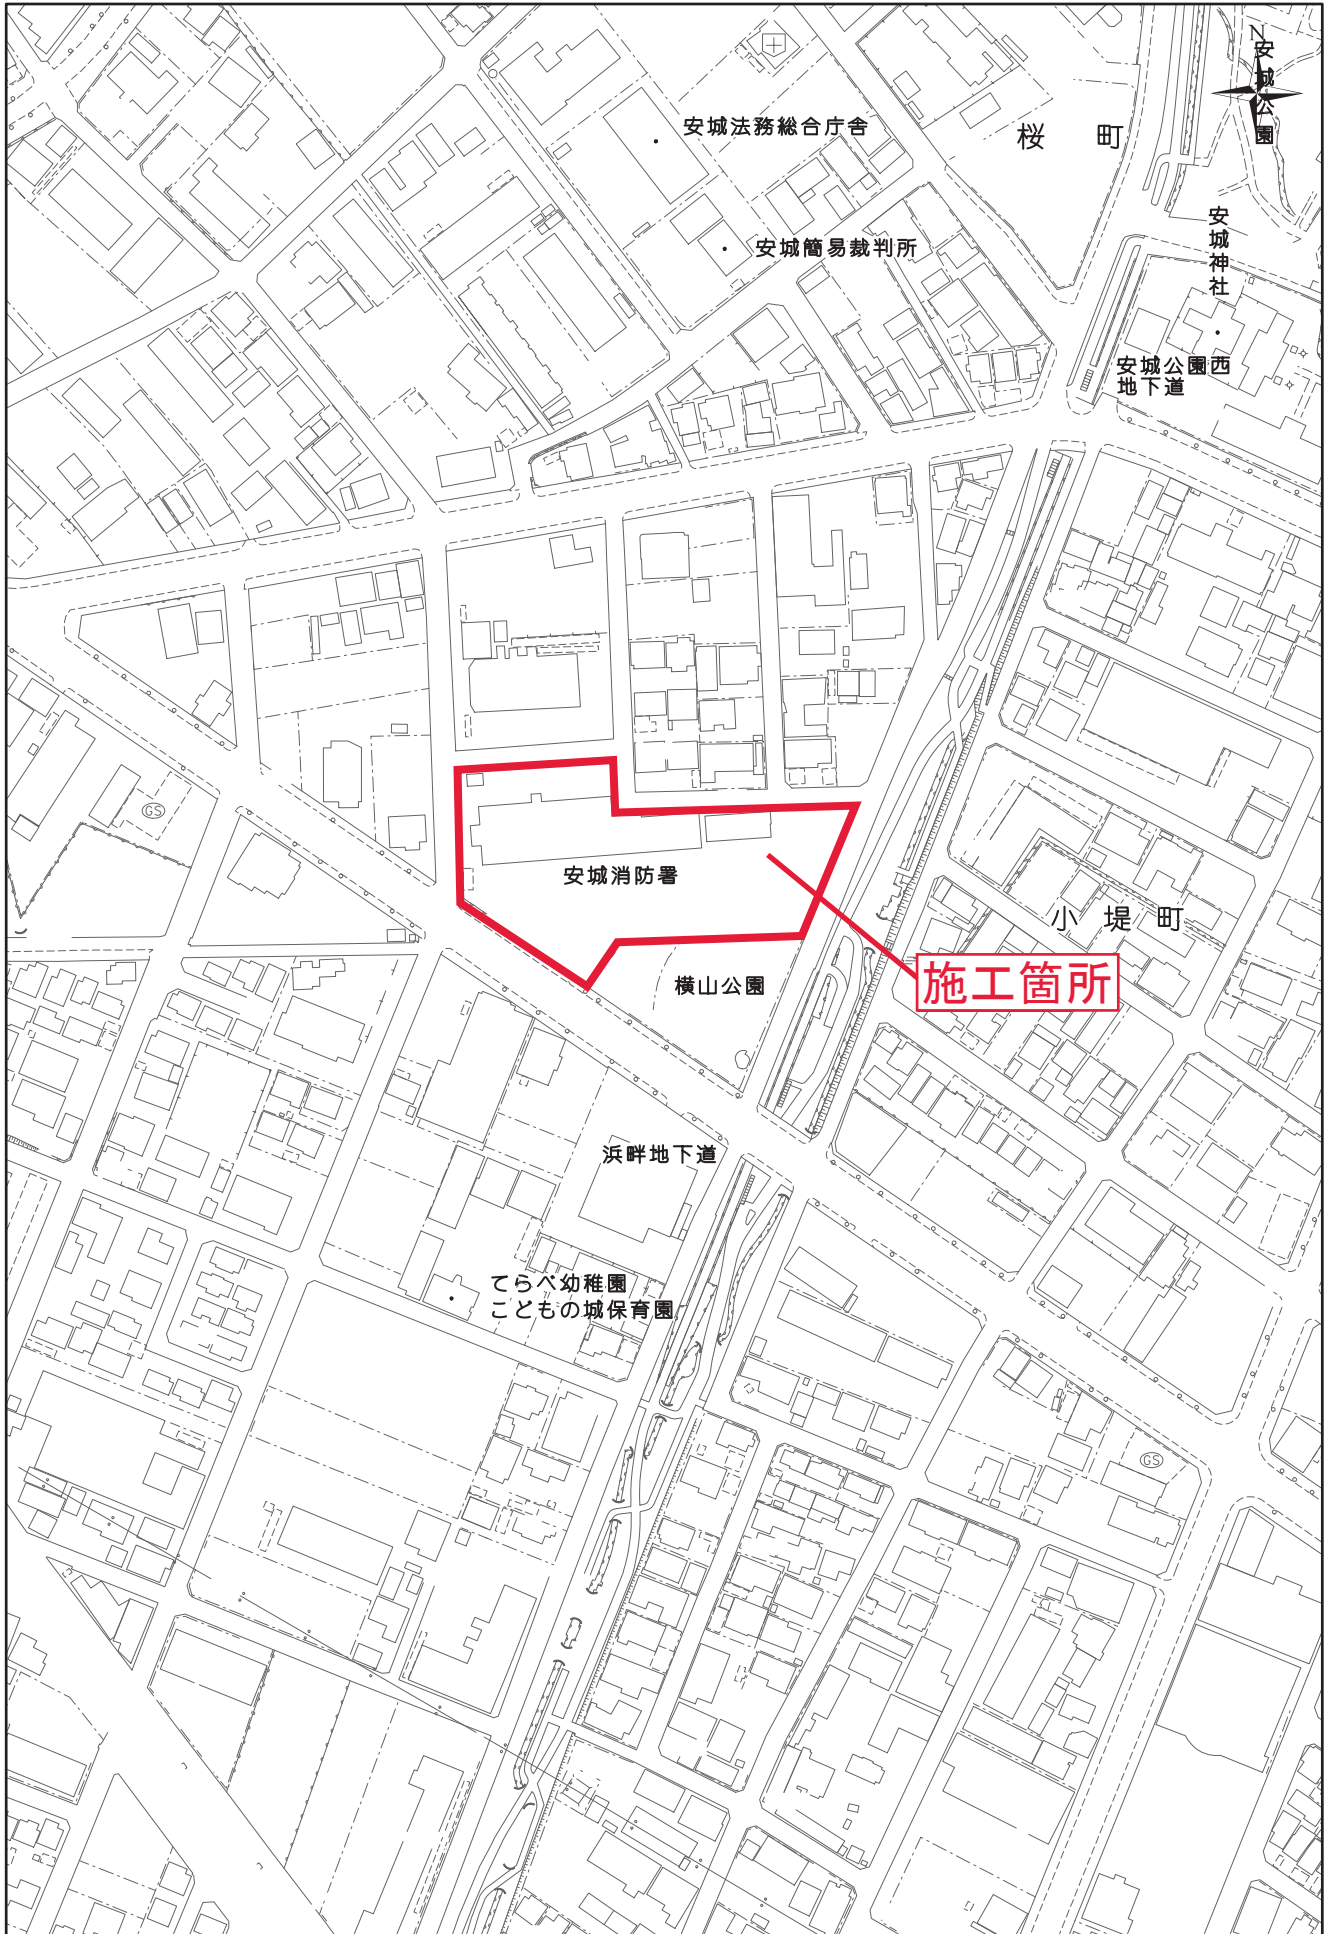 N
安城公園
安城法務総合庁舎
桜町
安城簡易裁判所
安城神社
安城公園西
地下道
GS
安城消防署
小堤町
施工箇所
横山公園
浜畔地下道
てらべ幼稚園
こどもの城保育園
GS